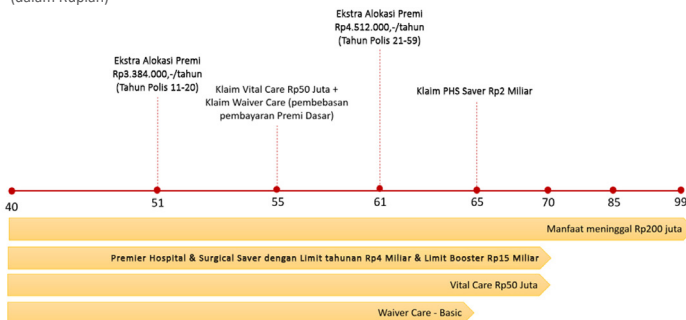 (dalam Rupiah)
Ekstra Alokasi Premi
Rp4.512.000,-/tahun
(Tahun Polis 21-59)
Ekstra Alokasi Premi
Rp3.384.000,-/tahun
(Tahun Polis 11-20)
Klaim Vital Care Rp50 Juta +
Klaim Waiver Care (pembebasan
pembayaran Premi Dasar)
Klaim PHS Saver Rp2 Miliar
40 51 55 61 65 70 85 99
Manfaat meninggal Rp200 juta
Premier Hospital & Surgical Saver dengan Limit tahunan Rp4 Miliar & Limit Booster Rp15 Miliar
Vital Care Rp50 Juta
Waiver Care - Basic